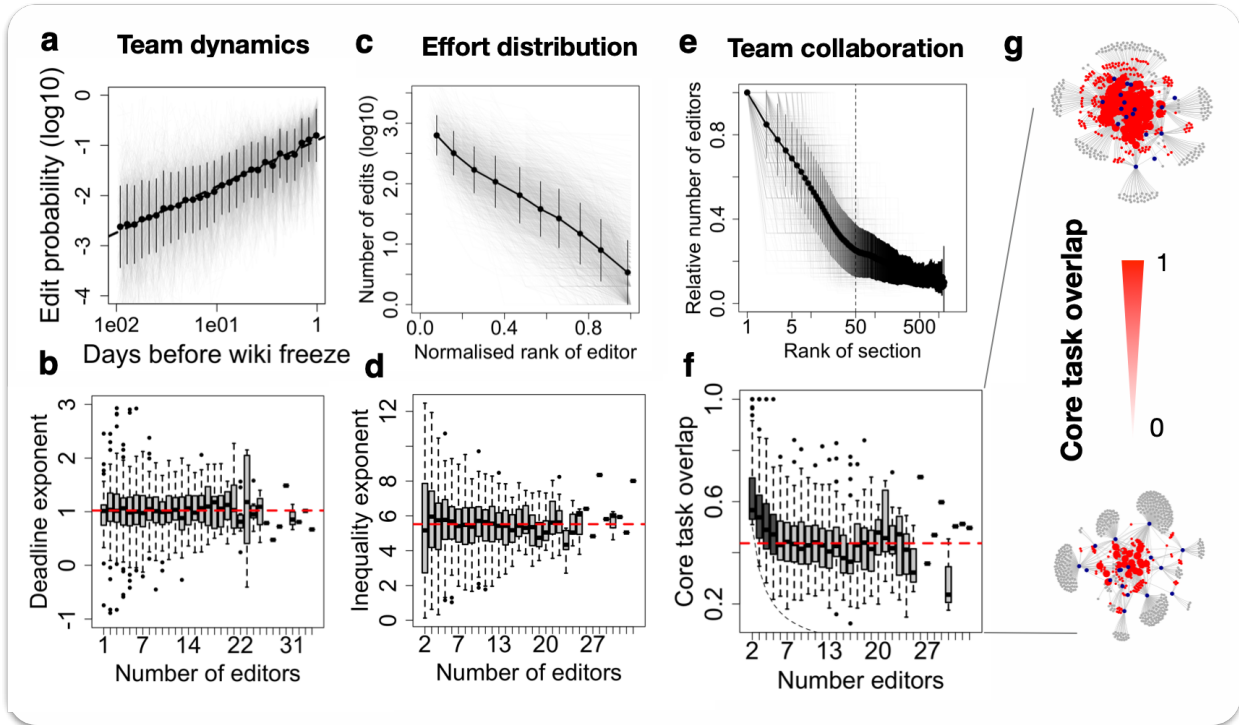 a
Team dynamics
Edit probability (log10)
0
-1
-2
-3
-4
1e02
1e01
1
Days before wiki freeze
b
Deadline exponent
3
2
1
0
-1
1
7
14
22
31
Number of editors
c
Effort distribution
Number of edits (log10)
3.0
2.0
1.0
0.0
0.0
0.4
0.8
Normalised rank of editor
d
Inequality exponent
12
8
6
4
2
0
2
7
13
20
27
Number of editors
e
Team collaboration
Relative number of editors
0.8
0.4
0.0
1
5
50
500
Rank of section
f
Core task overlap
1.0
0.6
0.2
2
7
13
20
27
Number editors
g
Core task overlap
1
0